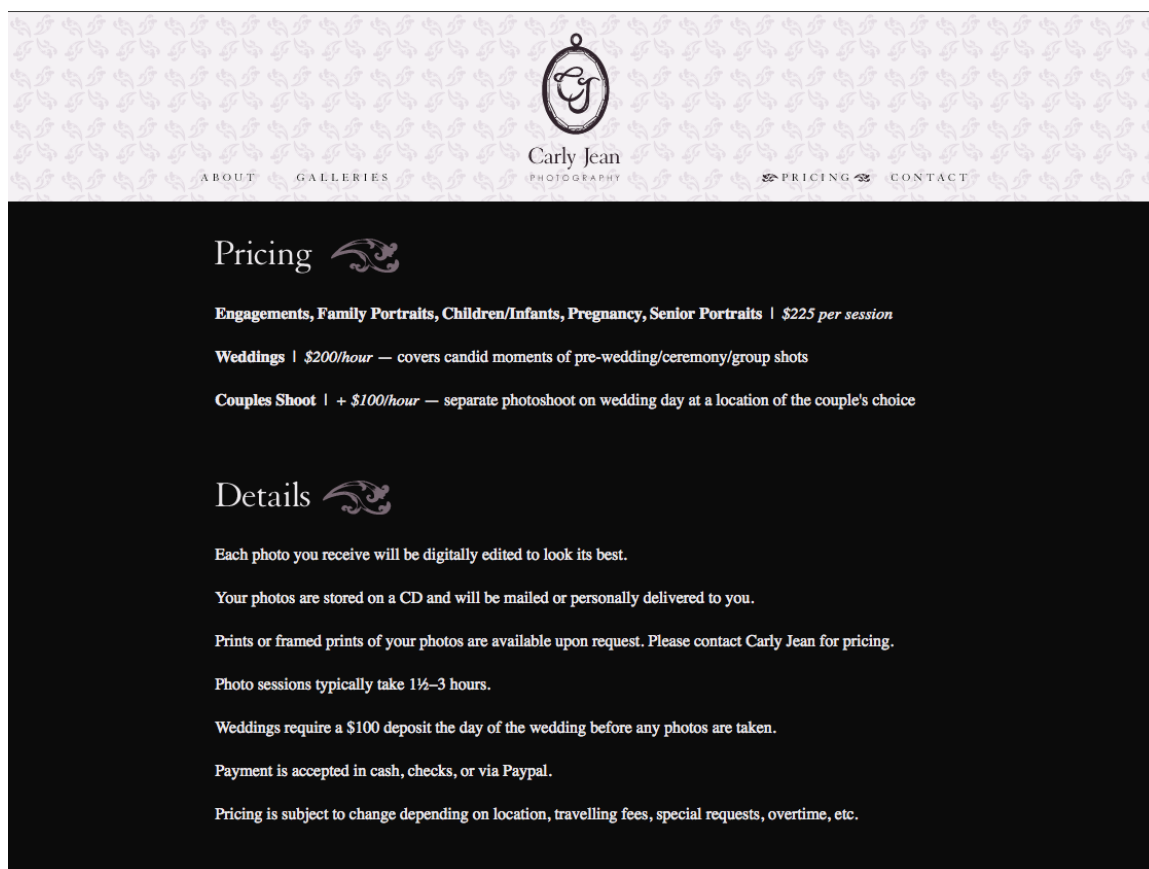 CJ
Carly Jean
PHOTOGRAPHY
ABOUT GALLERIES PRICING CONTACT
Pricing
Engagements, Family Portraits, Children/Infants, Pregnancy, Senior Portraits | $225 per session
Weddings | $200/hour — covers candid moments of pre-wedding/ceremony/group shots
Couples Shoot | + $100/hour — separate photoshoot on wedding day at a location of the couple's choice
Details
Each photo you receive will be digitally edited to look its best.
Your photos are stored on a CD and will be mailed or personally delivered to you.
Prints or framed prints of your photos are available upon request. Please contact Carly Jean for pricing.
Photo sessions typically take 1½–3 hours.
Weddings require a $100 deposit the day of the wedding before any photos are taken.
Payment is accepted in cash, checks, or via Paypal.
Pricing is subject to change depending on location, travelling fees, special requests, overtime, etc.